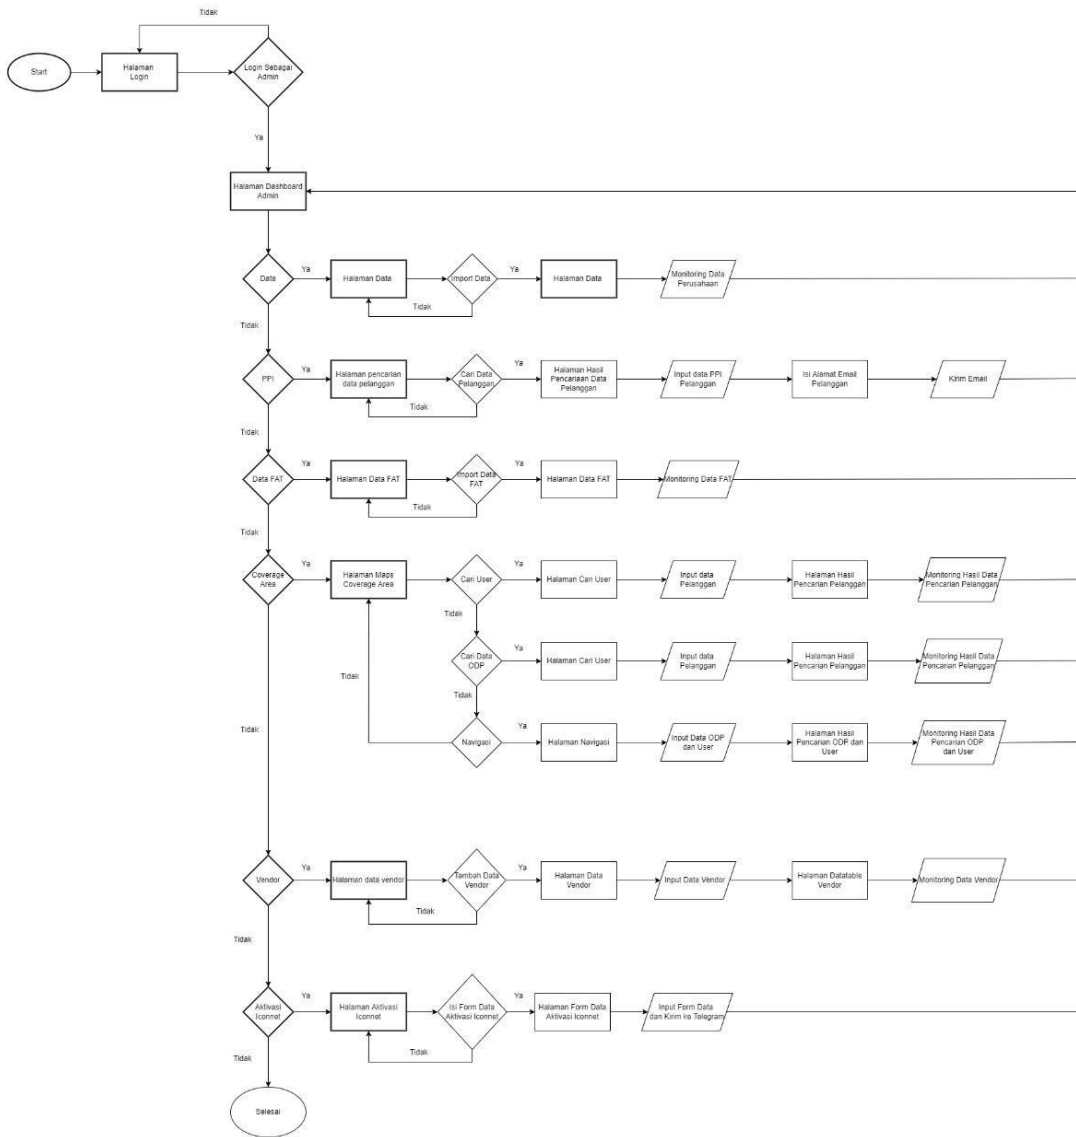 Tidak
Start
Halaman
Login
Login Sebagai
Admin
Ya
Halaman Dashboard
Admin
Data
Ya
Halaman Data
Import Data
Ya
Halaman Data
Monitoring Data
Perusahaan
Tidak
Tidak
PPI
Ya
Halaman pencarian
data pelanggan
Cari Data
Pelanggan
Ya
Halaman Hasil
Pencariaan Data
Pelanggan
Input data PPI
Pelanggan
Isi Alamat Email
Pelanggan
Kirim Email
Tidak
Tidak
Data FAT
Ya
Halaman Data FAT
Import Data
FAT
Ya
Halaman Data FAT
Monitoring Data FAT
Tidak
Tidak
Coverage
Area
Ya
Halaman Maps
Coverage Area
Cari User
Ya
Halaman Cari User
Input data
Pelanggan
Halaman Hasil
Pencarian Pelanggan
Monitoring Hasil Data
Pencarian Pelanggan
Tidak
Cari Data
ODP
Ya
Halaman Cari User
Input data
Pelanggan
Halaman Hasil
Pencarian Pelanggan
Monitoring Hasil Data
Pencarian Pelanggan
Tidak
Tidak
Navigasi
Ya
Halaman Navigasi
Input Data ODP
dan User
Halaman Hasil
Pencarian ODP dan
User
Monitoring Hasil Data
Pencarian ODP
dan User
Tidak
Vendor
Ya
Halaman data vendor
Tambah Data
Vendor
Ya
Halaman Data
Vendor
Input Data Vendor
Halaman Datatable
Vendor
Monitoring Data Vendor
Tidak
Tidak
Aktivasi
Iconnet
Ya
Halaman Aktivasi
Iconnet
Isi Form Data
Aktivasi Iconnet
Ya
Halaman Form Data
Aktivasi Iconnet
Input Form Data
dan Kirim ke Telegram
Tidak
Tidak
Selesai